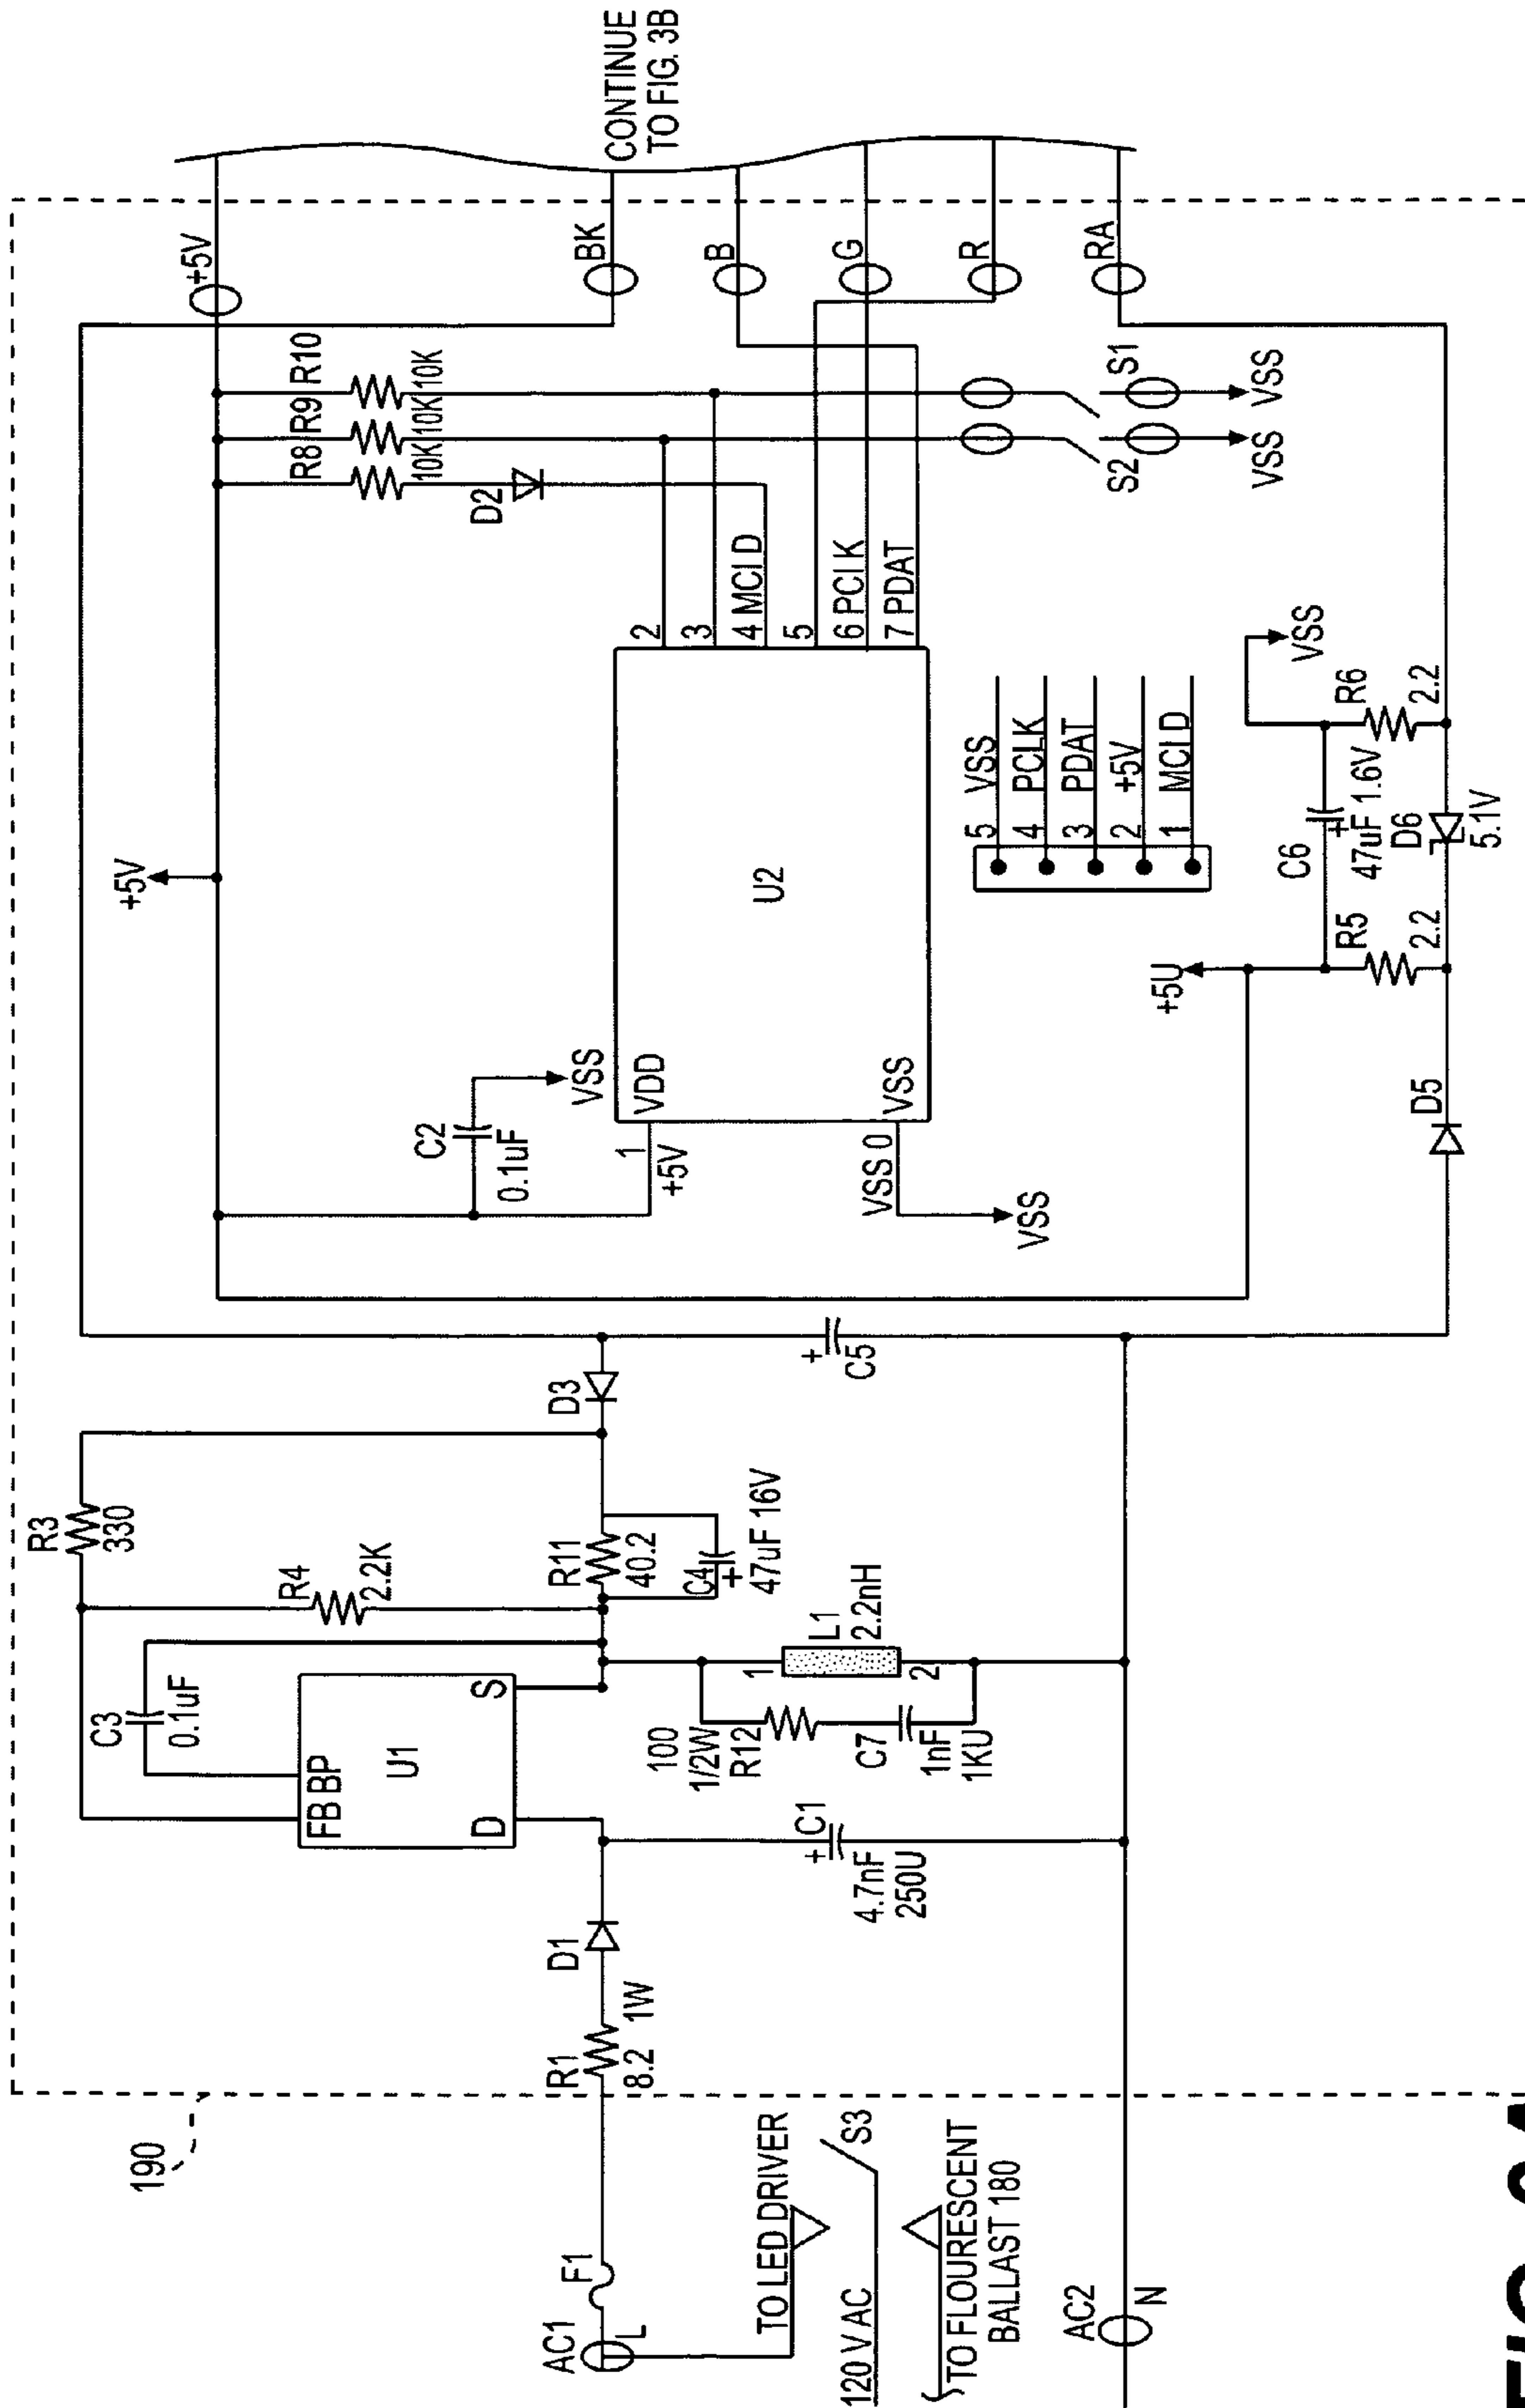 190
AC1
L
F1
R1
8.2 1W
D1
TO LED DRIVER
120 V AC
S3
TO FLOURESCENT
BALLAST 180
AC2
N
+
C1
4.7nF
250U
U1
FB BP
D
S
C3
0.1uF
R3
330
R4
2.2K
R11
40.2
C4
+
47uF 16V
D3
100
1/2W
R12
C7
1nF
1KU
1
L1
2.2nH
2
+
C5
+5V
C2
0.1uF
VSS
1
+5V
VDD
U2
VSS 0
VSS
VSS
2
3
4 MCLD
5
6 PCLK
7 PDAT
R8 R9 R10
10K 10K 10K
D2
S2
S1
VSS
VSS
5 VSS
4 PCLK
3 PDAT
2 +5V
1 MCLD
+5U
R5
2.2
C6
+
47uF 1.6V
D6
5.1V
VSS
R6
2.2
D5
+5V
BK
B
G
R
RA
CONTINUE
TO FIG. 3B